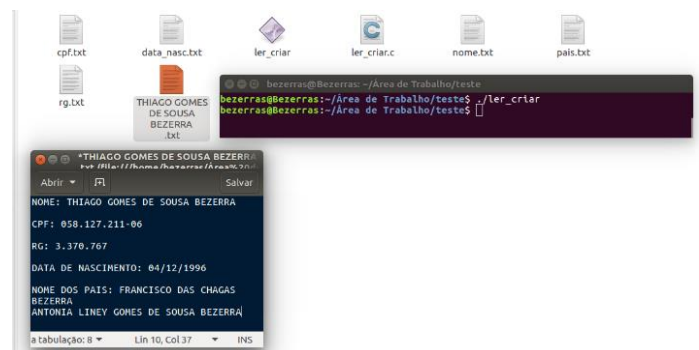 cpf.txt
data_nasc.txt
ler_criar
ler_criar.c
nome.txt
pais.txt
rg.txt
THIAGO GOMES
DE SOUSA
BEZERRA
.txt
bezerras@Bezerras: ~/Área de Trabalho/teste
bezerras@Bezerras:~/Área de Trabalho/teste$ ./ler_criar
bezerras@Bezerras:~/Área de Trabalho/teste$
*THIAGO GOMES DE SOUSA BEZERRA
Abrir
Salvar
NOME: THIAGO GOMES DE SOUSA BEZERRA
CPF: 058.127.211-06
RG: 3.370.767
DATA DE NASCIMENTO: 04/12/1996
NOME DOS PAIS: FRANCISCO DAS CHAGAS
BEZERRA
ANTONIA LINEY GOMES DE SOUSA BEZERRA
a tabulação: 8
Lin 10, Col 37
INS